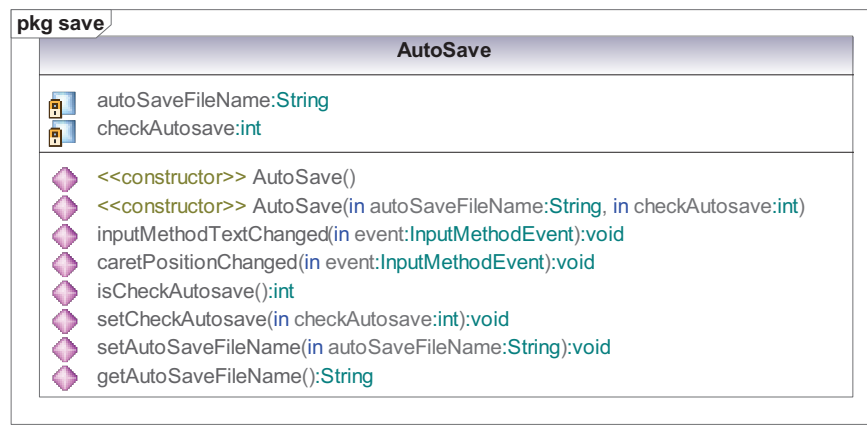 pkg save
AutoSave
autoSaveFileName:String
checkAutosave:int
<<constructor>> AutoSave()
<<constructor>> AutoSave(in autoSaveFileName:String, in checkAutosave:int)
inputMethodTextChanged(in event:InputMethodEvent):void
caretPositionChanged(in event:InputMethodEvent):void
isCheckAutosave():int
setCheckAutosave(in checkAutosave:int):void
setAutoSaveFileName(in autoSaveFileName:String):void
getAutoSaveFileName():String